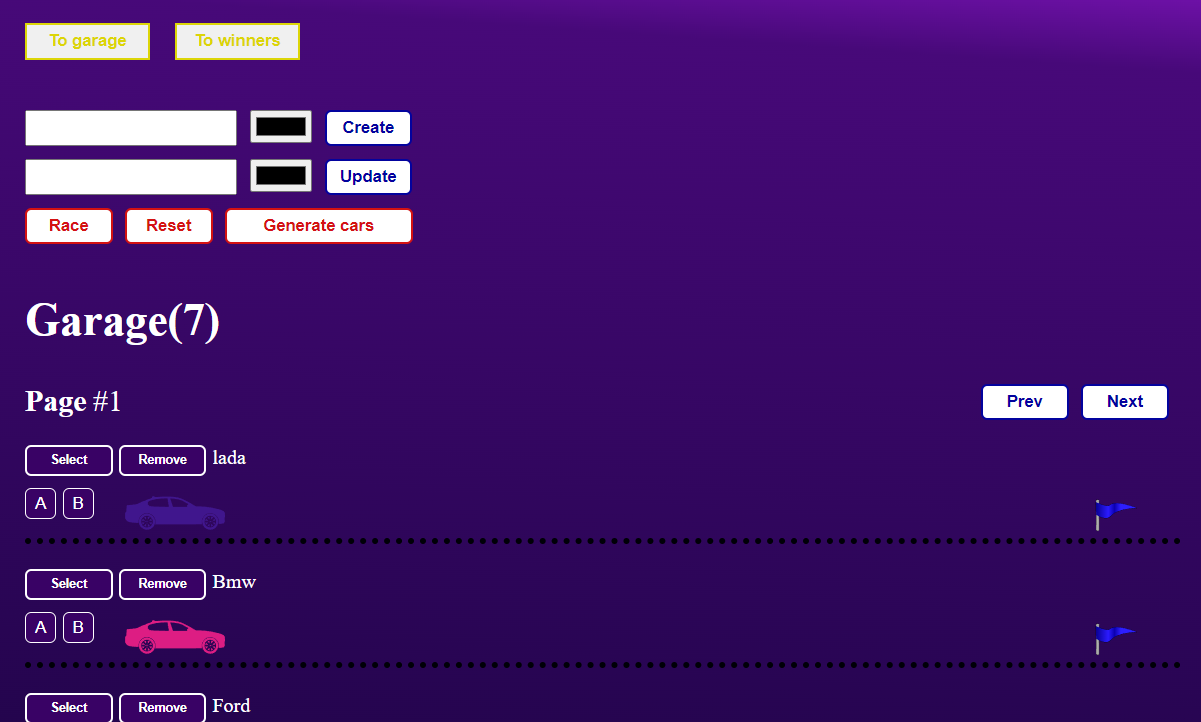 To garage To winners
Create
Update
Race Reset Generate cars
Garage(7)
Page #1 Prev Next
Select Remove lada
A B
Select Remove Bmw
A B
Select Remove Ford